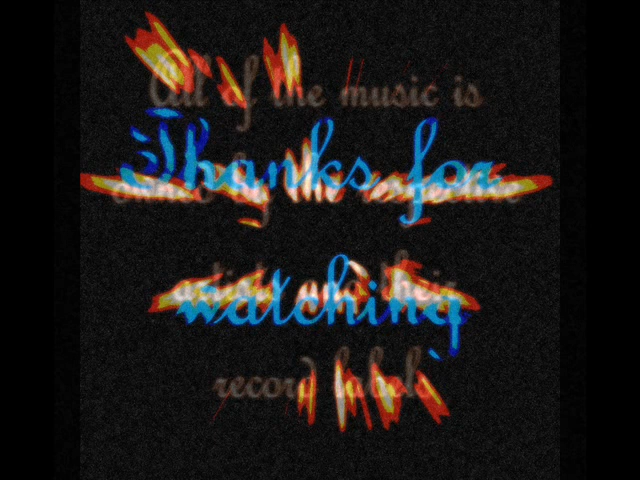 All of the music is
Thanks for
owned by the respective
artists and their
watching
record labels